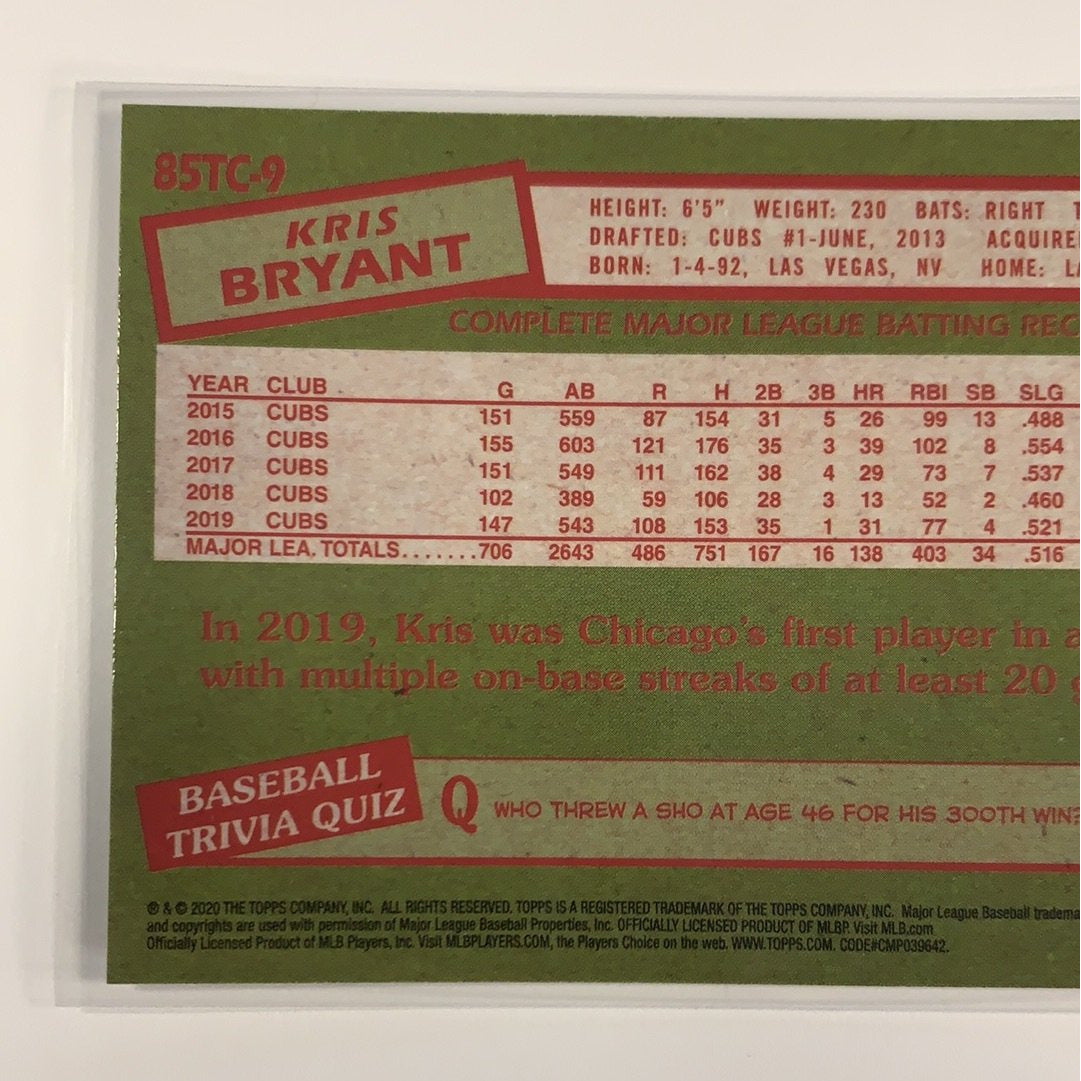 85TC-9
KRIS
BRYANT
HEIGHT: 6'5" WEIGHT: 230 BATS: RIGHT
DRAFTED: CUBS #1-JUNE, 2013
BORN: 1-4-92, LAS VEGAS, NV HOME:
COMPLETE MAJOR LEAGUE BATTING
YEAR CLUB G AB R H 2B 3B HR RBI SB SLG
2015 CUBS 151 559 87 154 31 5 26 99 13 .488
2016 CUBS 155 603 121 176 35 3 39 102 8 .554
2017 CUBS 151 549 111 162 38 4 29 73 7 .537
2018 CUBS 102 389 59 106 28 3 13 52 2 .460
2019 CUBS 147 543 108 153 35 1 31 77 4 .521
MAJOR LEA. TOTALS.......706 2643 486 751 167 16 138 403 34 .516
In 2019, Kris was Chicago's first player in
with multiple on-base streaks of at least 20
BASEBALL
TRIVIA QUIZ
Q WHO THREW A SHO AT AGE 46 FOR HIS 300TH WIN?
® & © 2020 THE TOPPS COMPANY, INC. ALL RIGHTS RESERVED. TOPPS IS A REGISTERED TRADEMARK OF THE TOPPS COMPANY, INC. Major League Baseball
and copyrights are used with permission of Major League Baseball Properties, Inc. OFFICIALLY LICENSED PRODUCT OF MLBP. Visit MLB.com
Officially Licensed Product of MLB Players, Inc. Visit MLBPLAYERS.COM, the Players Choice on the web. WWW.TOPPS.COM. CODE#CMP039642.